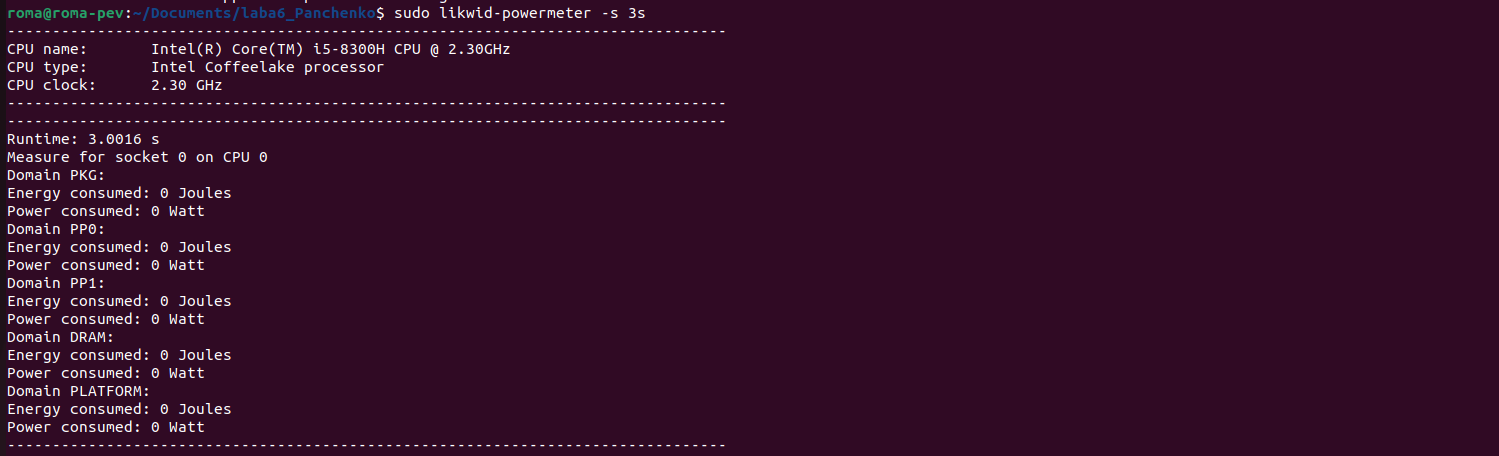 roma@roma-pev:~/Documents/laba6_Panchenko$ sudo likwid-powermeter -s 3s
--------------------------------------------------------------------------------
CPU name:       Intel(R) Core(TM) i5-8300H CPU @ 2.30GHz
CPU type:       Intel Coffeelake processor
CPU clock:      2.30 GHz
--------------------------------------------------------------------------------
--------------------------------------------------------------------------------
Runtime: 3.0016 s
Measure for socket 0 on CPU 0
Domain PKG:
Energy consumed: 0 Joules
Power consumed: 0 Watt
Domain PP0:
Energy consumed: 0 Joules
Power consumed: 0 Watt
Domain PP1:
Energy consumed: 0 Joules
Power consumed: 0 Watt
Domain DRAM:
Energy consumed: 0 Joules
Power consumed: 0 Watt
Domain PLATFORM:
Energy consumed: 0 Joules
Power consumed: 0 Watt
--------------------------------------------------------------------------------